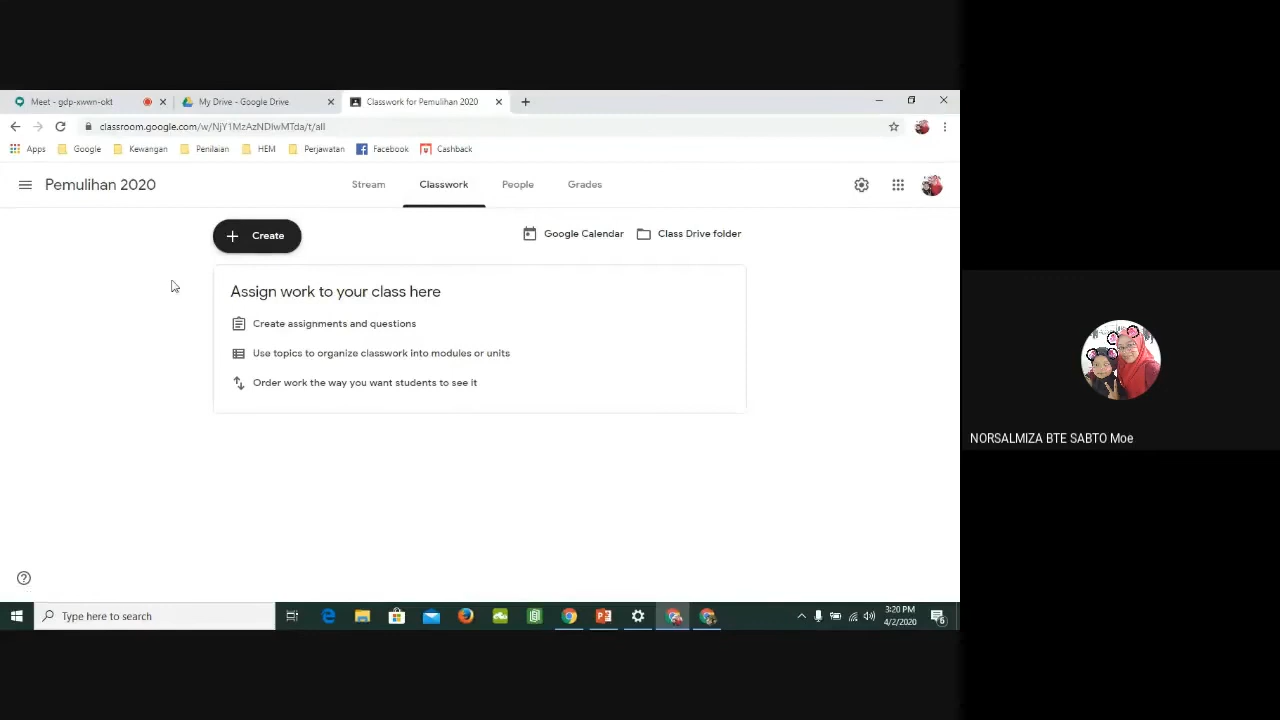 Meet - gdp-xwwn-okt
My Drive - Google Drive
Classwork for Pemulihan 2020
classroom.google.com/w/NjY1MzAzNDIwMTda/t/all
Apps Google Kewangan Penilaian HEM Perjawatan Facebook Cashback
Pemulihan 2020 Stream Classwork People Grades
Create Google Calendar Class Drive folder
Assign work to your class here
Create assignments and questions
Use topics to organize classwork into modules or units
Order work the way you want students to see it
NORSALMIZA BTE SABTO Moe
Type here to search
3:20 PM
4/2/2020
6